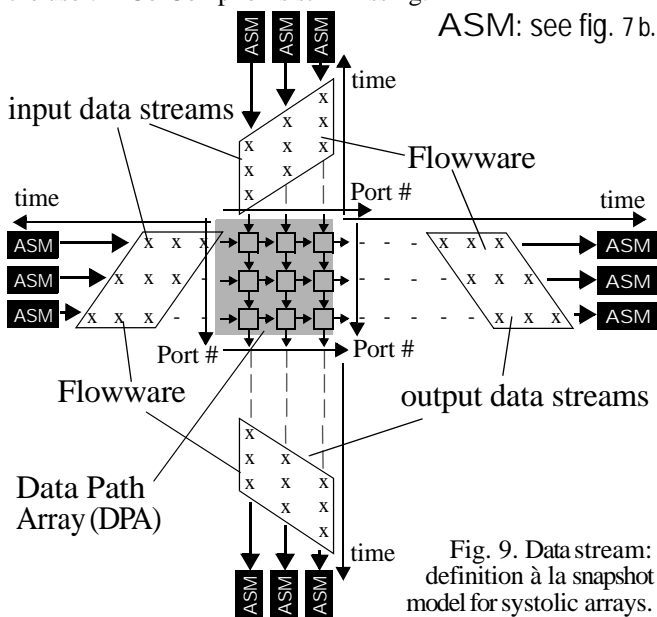 ASM: see fig. 7 b.
ASM
ASM
ASM
time
input data streams
x
x x
x x x
x x
x
Flowware
time
Port #
time
ASM
x x x
- - - x x x
ASM
ASM
x x x -
- - - - x x x
ASM
ASM
x x x - -
- - - - - x x x
ASM
Port #
Port #
Flowware
output data streams
x
x x
x x x
x x
x
Data Path
Array (DPA)
time
ASM
ASM
ASM
Fig. 9. Data stream:
definition à la snapshot
model for systolic arrays.